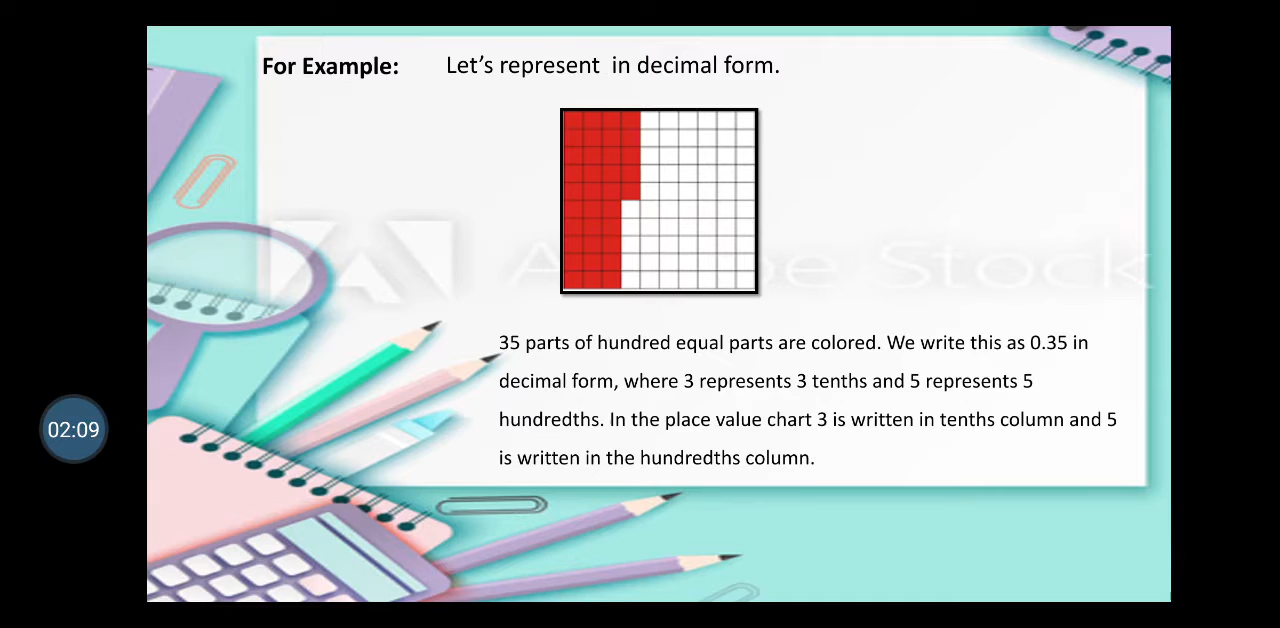 For Example: Let's represent in decimal form.
35 parts of hundred equal parts are colored. We write this as 0.35 in
decimal form, where 3 represents 3 tenths and 5 represents 5
hundredths. In the place value chart 3 is written in tenths column and 5
is written in the hundredths column.
02:09